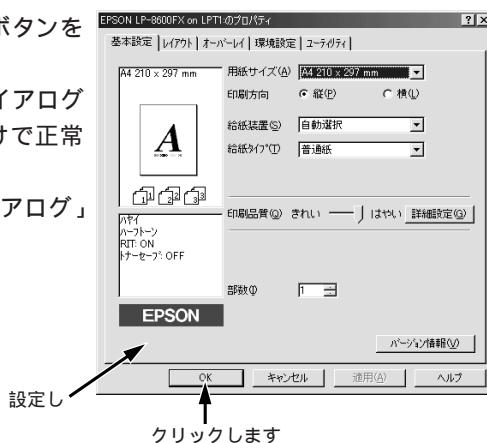 ボタンを
イアログ
けで正常
アログ」
EPSON LP-8600FX on LPT1のプロパティ
基本設定 レイアウト オーバーレイ 環境設定 ユーティリティ
A4 210 x 297 mm
用紙サイズ(A) A4 210 x 297 mm
印刷方向 縦(P) 横(L)
給紙装置(S) 自動選択
給紙タイプ(T) 普通紙
A
1 1 2 2 3 3
印刷品質(Q) きれい はやい 詳細設定(G)
ハヤイ
ハーフトーン
RIT: ON
トナーセーブ: OFF
部数(I) 1
EPSON
バージョン情報(V)
OK キャンセル 適用(A) ヘルプ
設定し
クリックします